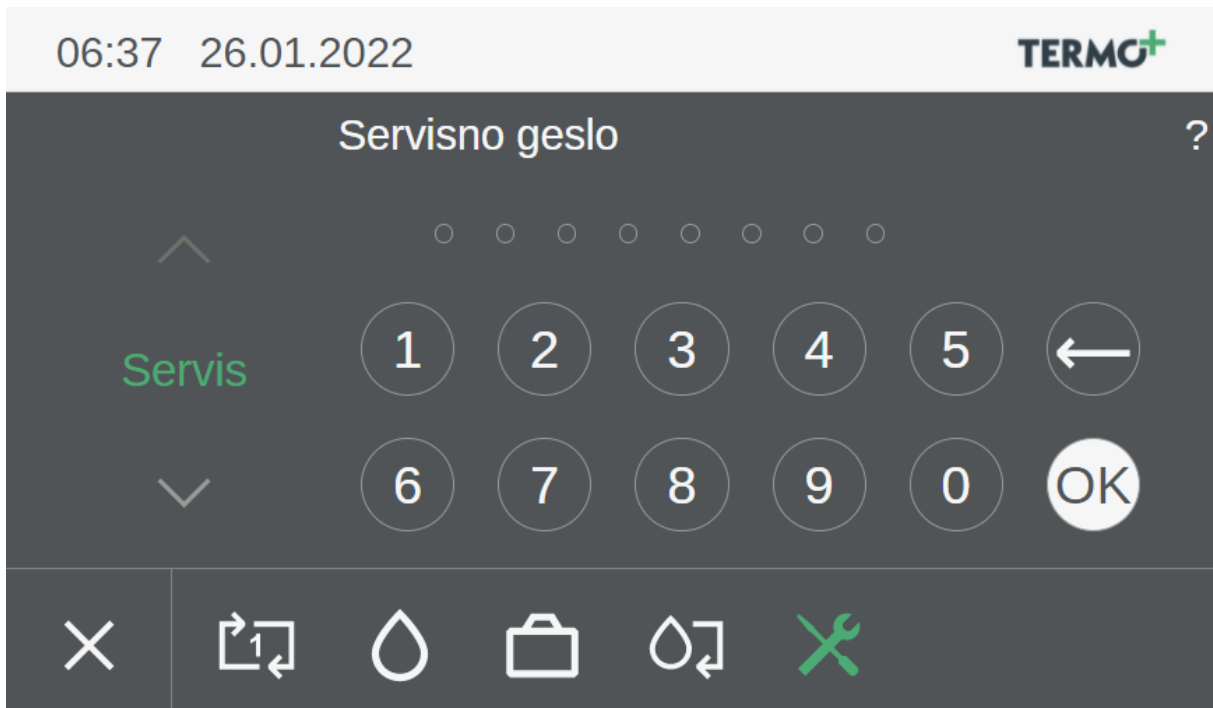 06:37 26.01.2022 TERMO+
Servisno geslo ?
Servis
1 2 3 4 5 ←
6 7 8 9 0 OK
1